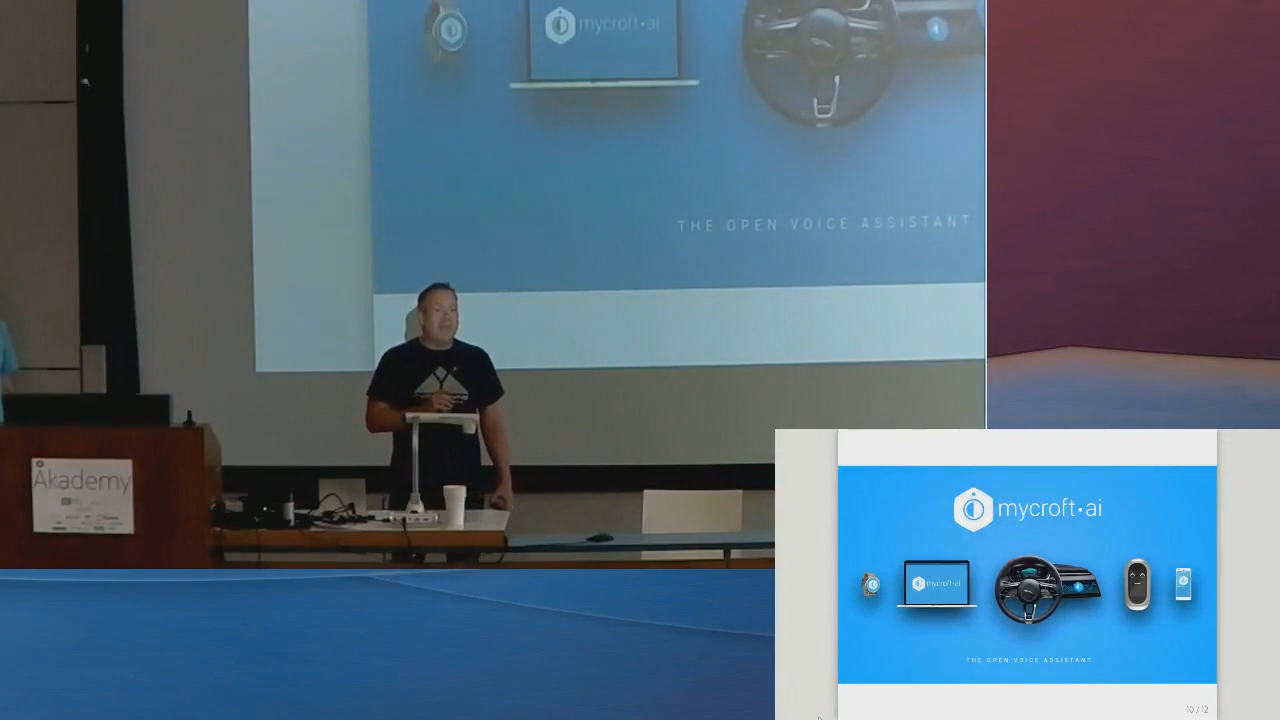 mycroft•ai
THE OPEN VOICE ASSISTANT
Akademy
mycroft•ai
mycroft•ai
THE OPEN VOICE ASSISTANT
10 / 12